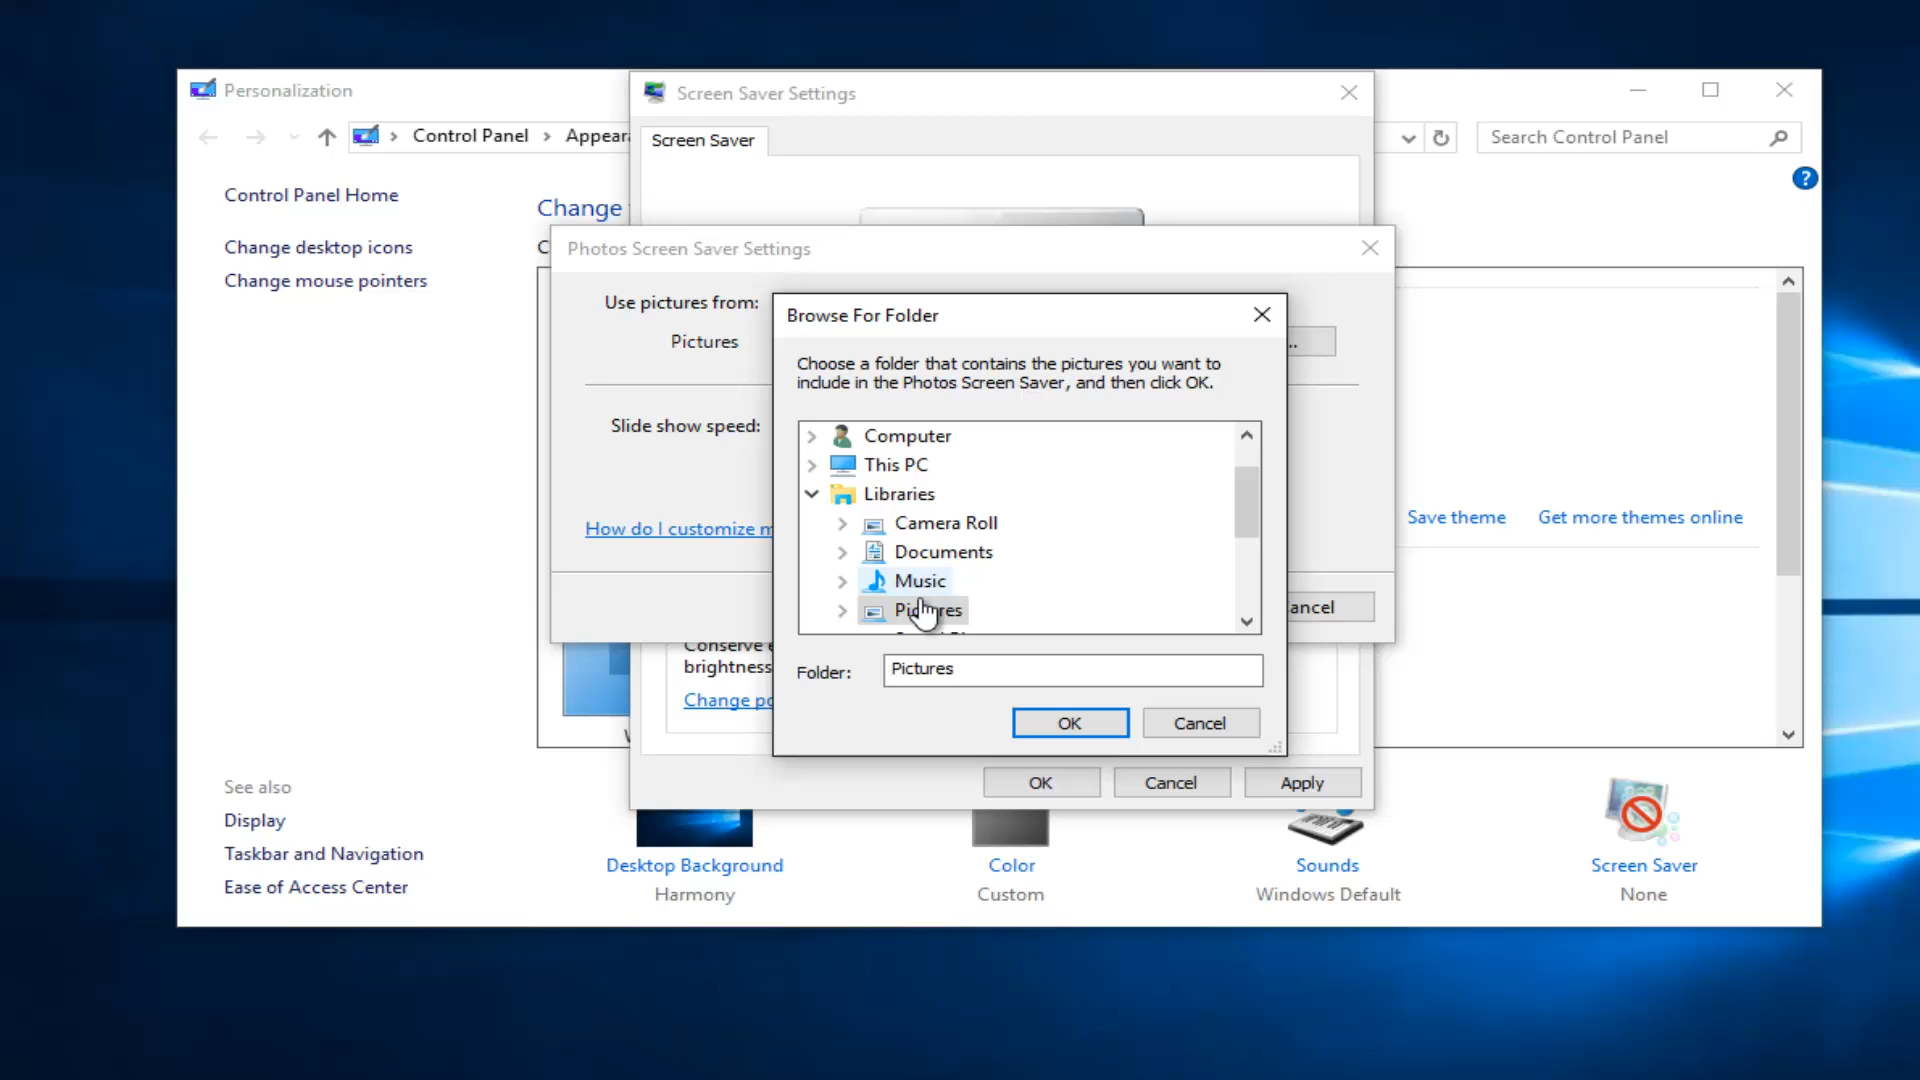 Personalization
Control Panel
Search Control Panel
Control Panel Home
Change desktop icons
Change mouse pointers
Change
See also
Display
Taskbar and Navigation
Ease of Access Center
Save theme
Get more themes online
Desktop Background
Harmony
Color
Custom
Sounds
Windows Default
Screen Saver
None
Screen Saver Settings
Screen Saver
Conserve
brightness
Change
OK
Cancel
Apply
Photos Screen Saver Settings
Use pictures from:
Pictures
Slide show speed:
How do I customize
Browse For Folder
Choose a folder that contains the pictures you want to
include in the Photos Screen Saver, and then click OK.
Computer
This PC
Libraries
Camera Roll
Documents
Music
Pictures
Folder:
Pictures
OK
Cancel